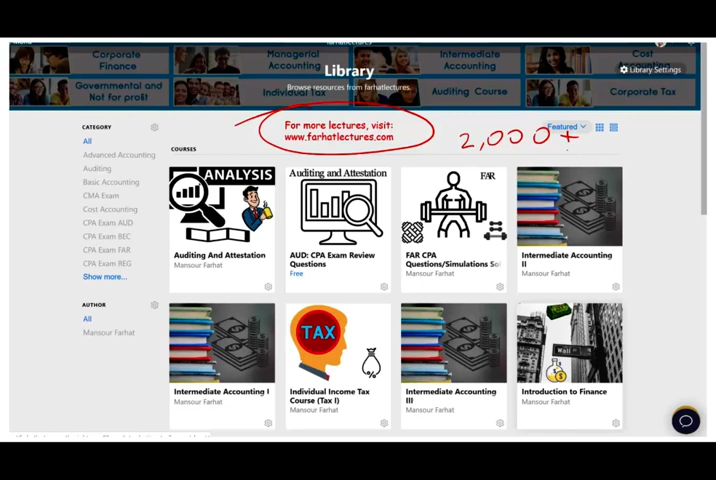 farhatlectures
Corporate Finance
Managerial Accounting
Intermediate Accounting
Cost Accounting
Library
Library Settings
Browse resources from farhatlectures.
Governmental and Not for profit
Individual Tax
Auditing Course
Corporate Tax
For more lectures, visit:
www.farhatlectures.com
2,000+
Featured
CATEGORY
All
Advanced Accounting
Auditing
Basic Accounting
CMA Exam
Cost Accounting
CPA Exam AUD
CPA Exam BEC
CPA Exam FAR
CPA Exam REG
Show more...
AUTHOR
All
Mansour Farhat
COURSES
ANALYSIS
Auditing And Attestation
Mansour Farhat
Auditing and Attestation
AUD: CPA Exam Review
Questions
Free
FAR
FAR CPA
Questions/Simulations Sol
Mansour Farhat
Intermediate Accounting
II
Mansour Farhat
Intermediate Accounting I
Mansour Farhat
TAX
%
Individual Income Tax
Course (Tax I)
Mansour Farhat
Intermediate Accounting
III
Mansour Farhat
Wall
Introduction to Finance
Mansour Farhat